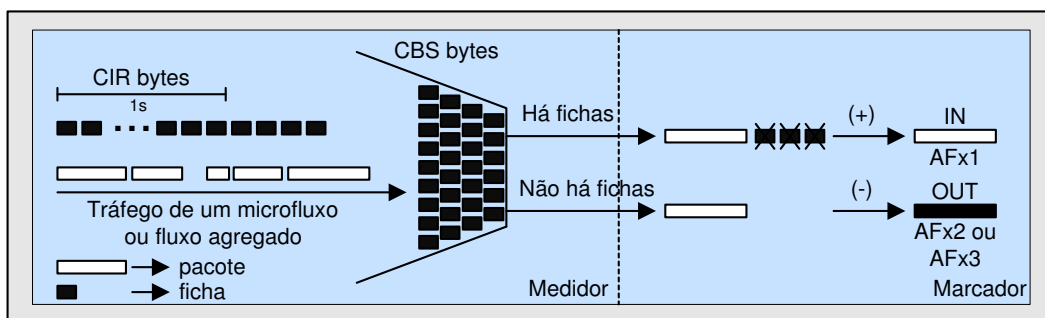 CBS bytes
CIR bytes
1s
Há fichas
(+)
IN
AFx1
Não há fichas
(-)
OUT
AFx2 ou
AFx3
Tráfego de um microfluxo
ou fluxo agregado
pacote
ficha
Medidor
Marcador